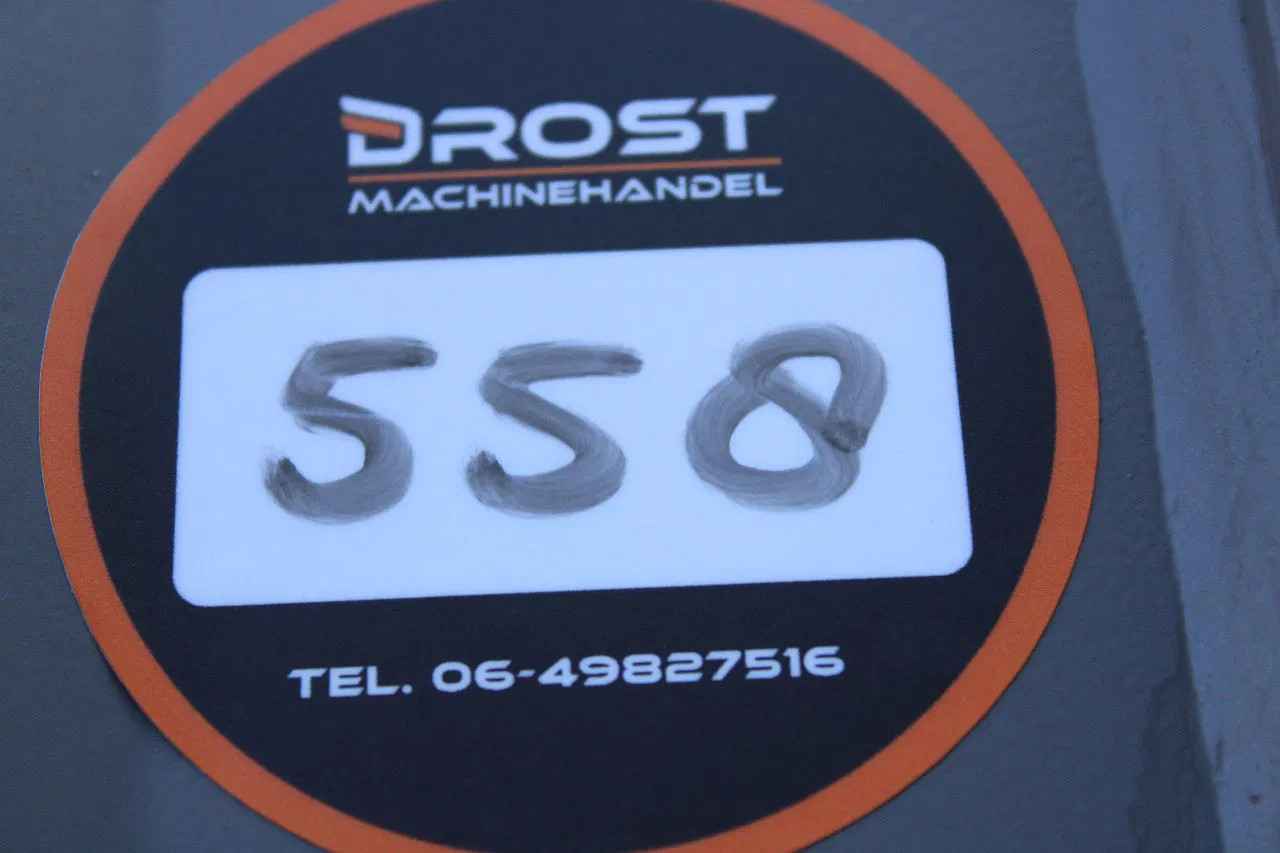 DROST
MACHINEHANDEL
558
TEL. 06-49827516